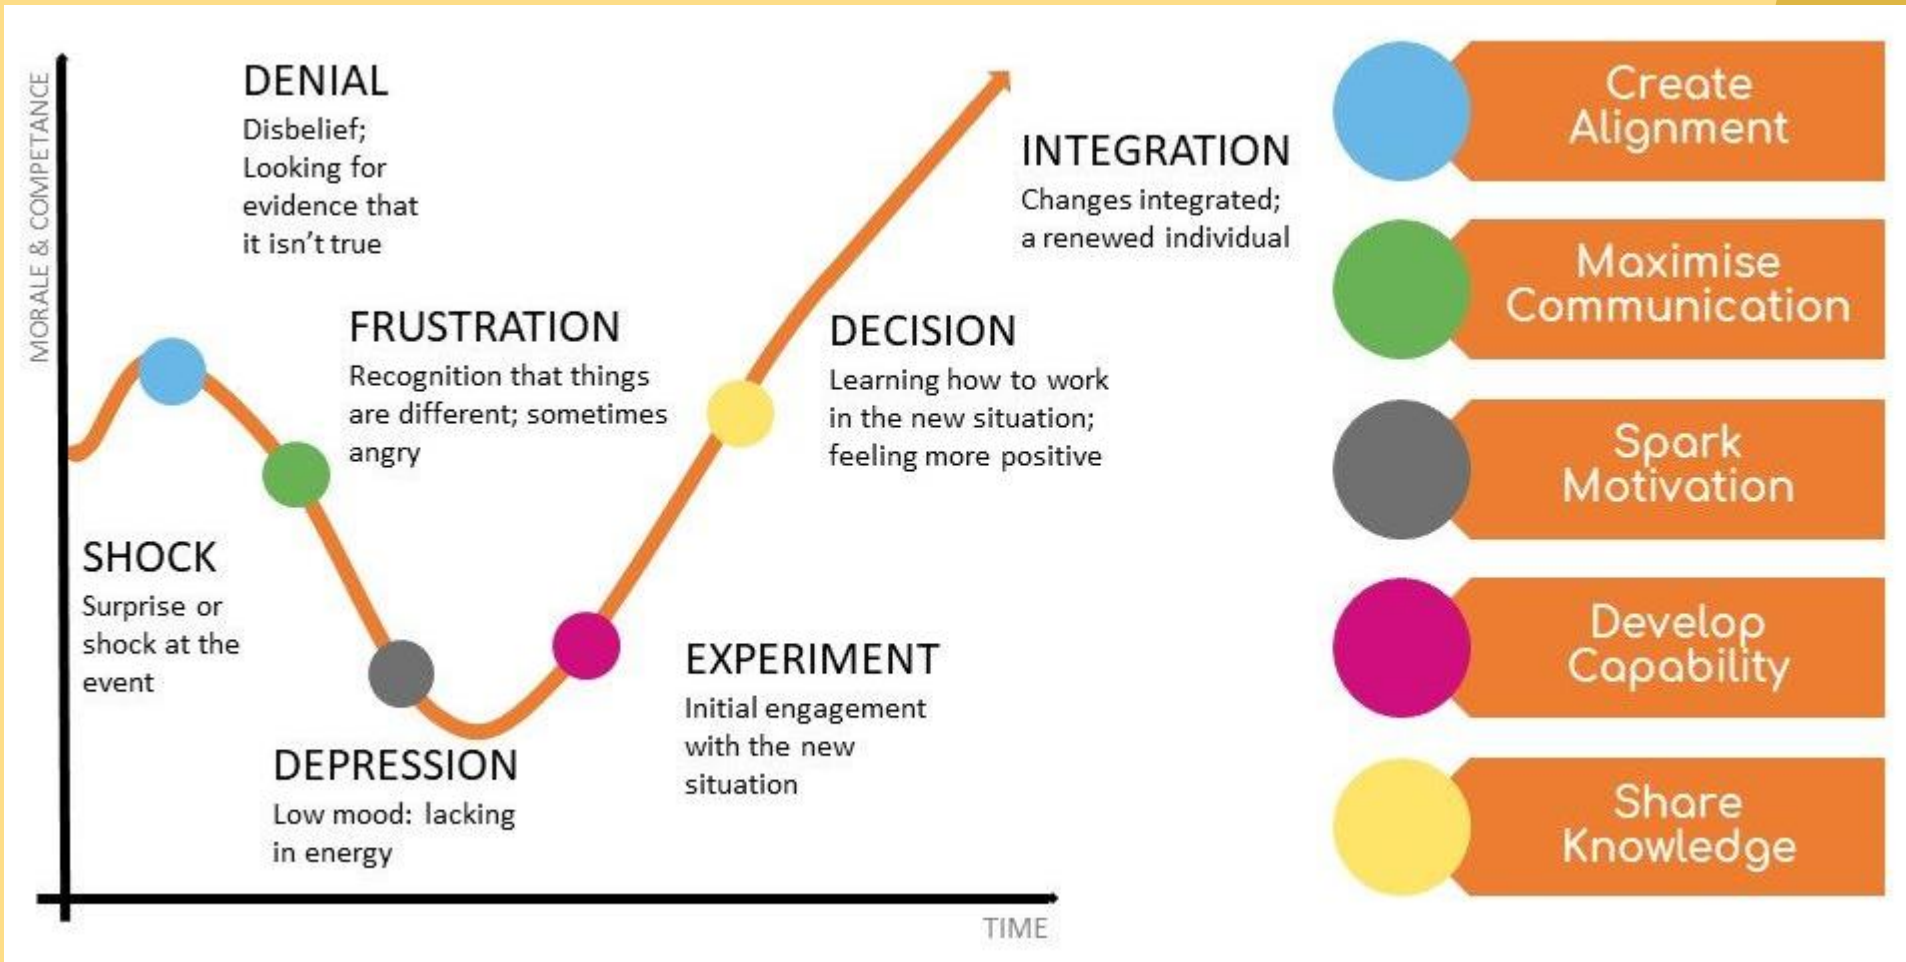 MORALE & COMPETANCE
DENIAL
Disbelief;
Looking for
evidence that
it isn't true
FRUSTRATION
Recognition that things
are different; sometimes
angry
SHOCK
Surprise or
shock at the
event
DEPRESSION
Low mood: lacking
in energy
EXPERIMENT
Initial engagement
with the new
situation
DECISION
Learning how to work
in the new situation;
feeling more positive
INTEGRATION
Changes integrated;
a renewed individual
TIME
Create
Alignment
Maximise
Communication
Spark
Motivation
Develop
Capability
Share
Knowledge